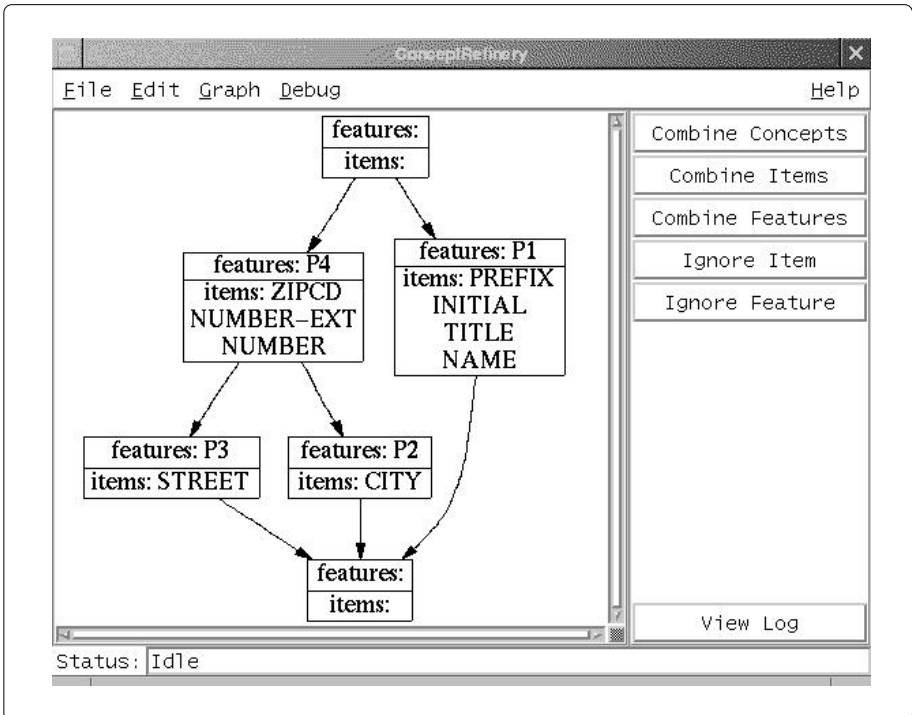 ConceptRefinery
File Edit Graph Debug Help
features:
items:
features: P4
items: ZIPCD
NUMBER-EXT
NUMBER
features: P1
items: PREFIX
INITIAL
TITLE
NAME
features: P3
items: STREET
features: P2
items: CITY
features:
items:
Combine Concepts
Combine Items
Combine Features
Ignore Item
Ignore Feature
View Log
Status: Idle